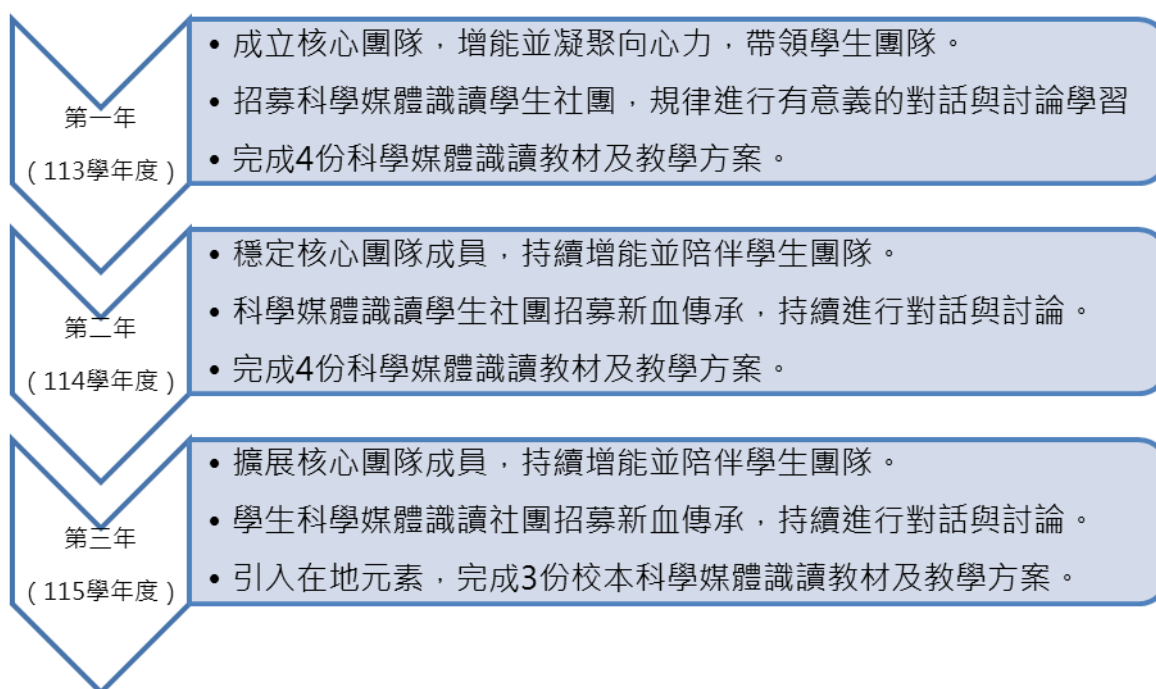 第一年
(113學年度)
• 成立核心團隊，增能並凝聚向心力，帶領學生團隊。
• 招募科學媒體識讀學生社團，規律進行有意義的對話與討論學習
• 完成4份科學媒體識讀教材及教學方案。
第二年
(114學年度)
• 穩定核心團隊成員，持續增能並陪伴學生團隊。
• 科學媒體識讀學生社團招募新血傳承，持續進行對話與討論。
• 完成4份科學媒體識讀教材及教學方案。
第三年
(115學年度)
• 擴展核心團隊成員，持續增能並陪伴學生團隊。
• 學生科學媒體識讀社團招募新血傳承，持續進行對話與討論。
• 引入在地元素，完成3份校本科學媒體識讀教材及教學方案。